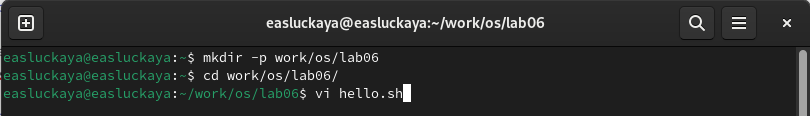 easluckaya@easluckaya:~/work/os/lab06
easluckaya@easluckaya:~$ mkdir -p work/os/lab06
easluckaya@easluckaya:~$ cd work/os/lab06/
easluckaya@easluckaya:~/work/os/lab06$ vi hello.sh